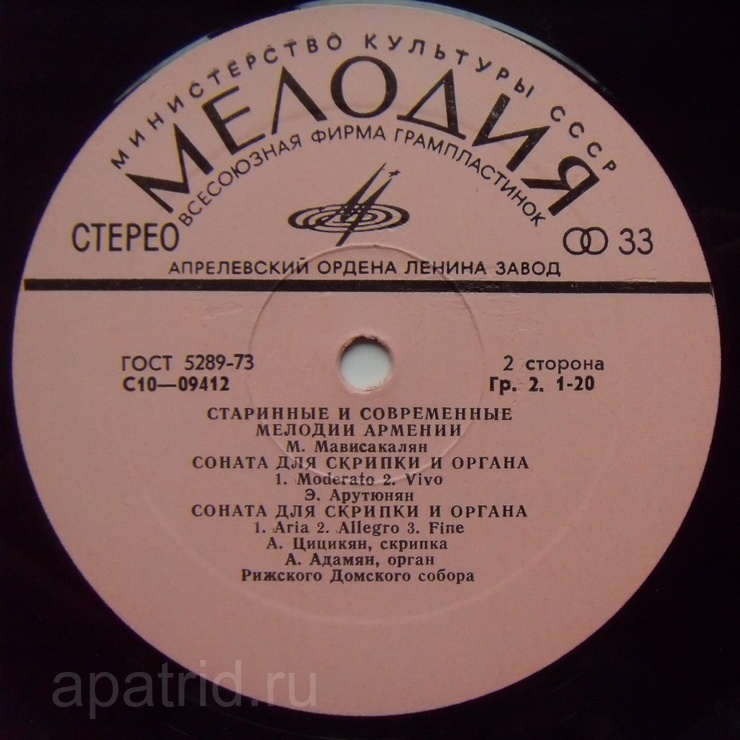 МИНИСТЕРСТВО КУЛЬТУРЫ СССР
МЕЛОДИЯ
ВСЕСОЮЗНАЯ ФИРМА ГРАМПЛАСТИНОК
СТЕРЕО
33
АПРЕЛЕВСКИЙ ОРДЕНА ЛЕНИНА ЗАВОД
ГОСТ 5289-73 2 сторона
С10—09412 Гр. 2. 1-20
СТАРИННЫЕ И СОВРЕМЕННЫЕ
МЕЛОДИИ АРМЕНИИ
М. Мависакалян
СОНАТА ДЛЯ СКРИПКИ И ОРГАНА
1. Moderato 2. Vivo
Э. Арутюнян
СОНАТА ДЛЯ СКРИПКИ И ОРГАНА
1. Aria 2. Allegro 3. Fine
А. Цицикян, скрипка
А. Адамян, орган
Рижского Домского собора
apatrid.ru